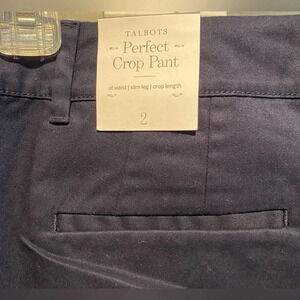 TALBOTS
Perfect
Crop Pant
at waist | slim leg | crop length
2